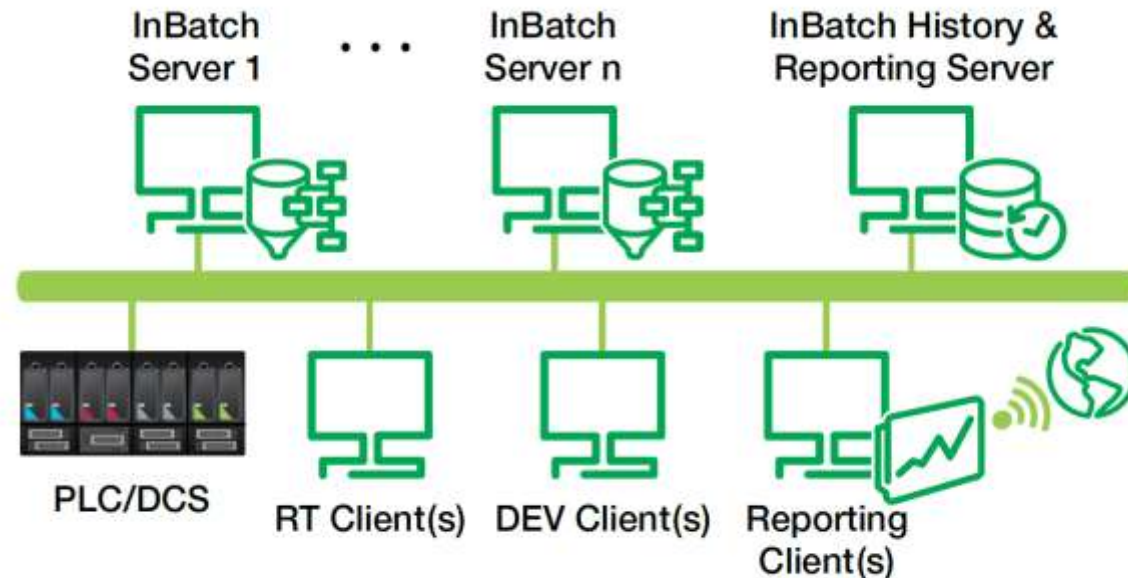 InBatch
Server 1
. . .
InBatch
Server n
InBatch History &
Reporting Server
PLC/DCS
RT Client(s)
DEV Client(s)
Reporting
Client(s)